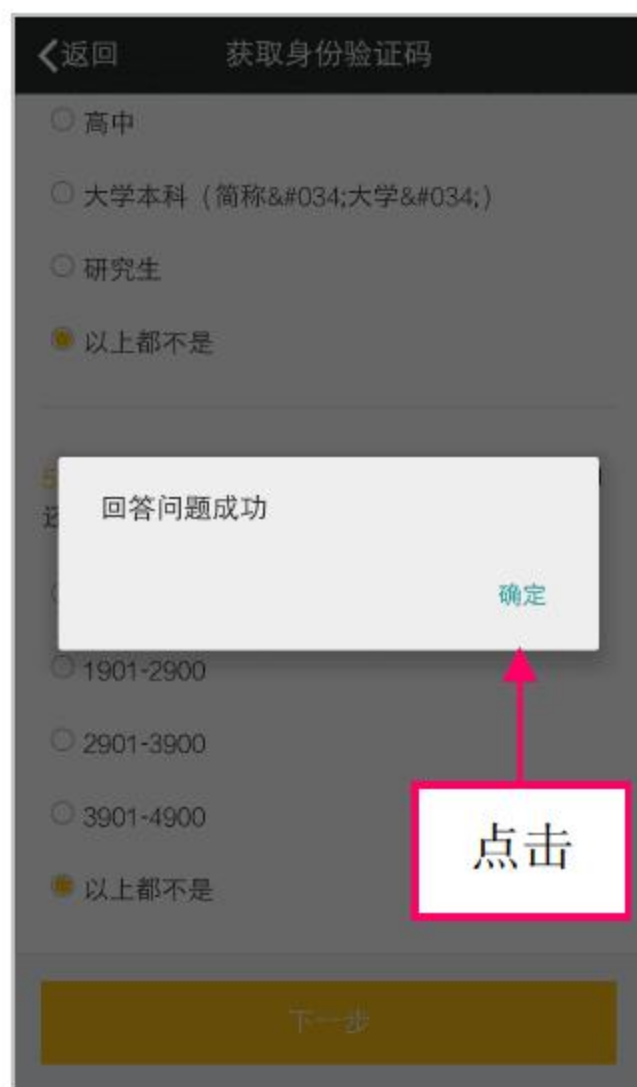 返回 获取身份验证码
高中
大学本科（简称&#034;大学&#034;）
研究生
以上都不是
5
还
回答问题成功
确定
1901-2900
2901-3900
3901-4900
点击
以上都不是
下一步